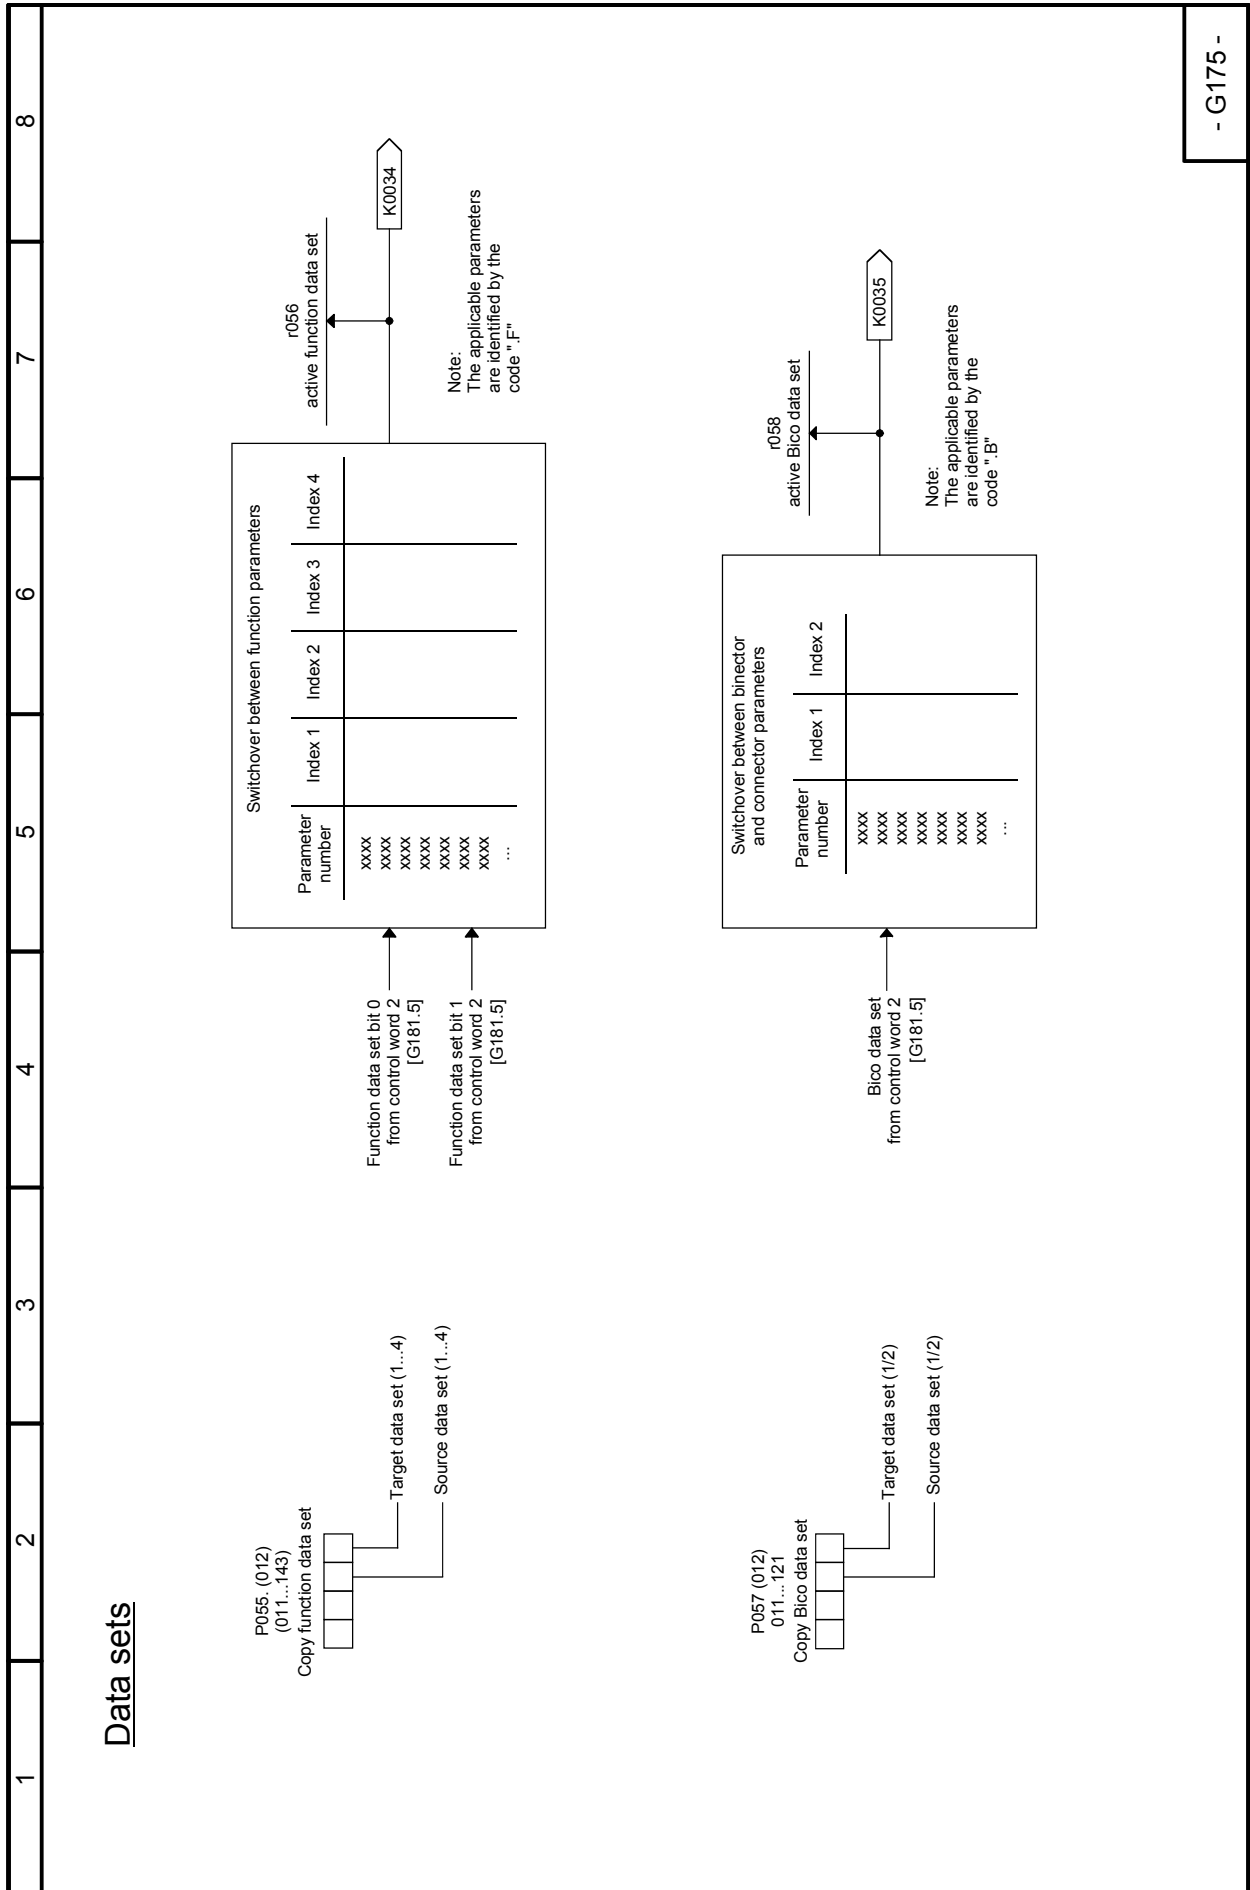 1
2
3
4
5
6
7
8
Data sets
P055. (012)
(011...143)
Copy function data set
Target data set (1...4)
Source data set (1...4)
Function data set bit 0
from control word 2
[G181.5]
Function data set bit 1
from control word 2
[G181.5]
Switchover between function parameters
Parameter
number
Index 1
Index 2
Index 3
Index 4
xxxx
xxxx
xxxx
xxxx
xxxx
xxxx
xxxx
...
r056
active function data set
K0034
Note:
The applicable parameters
are identified by the
code ".F"
P057 (012)
011...121
Copy Bico data set
Target data set (1/2)
Source data set (1/2)
Bico data set
from control word 2
[G181.5]
Switchover between binector
and connector parameters
Parameter
number
Index 1
Index 2
xxxx
xxxx
xxxx
xxxx
xxxx
xxxx
xxxx
...
r058
active Bico data set
K0035
Note:
The applicable parameters
are identified by the
code ".B"
- G175 -